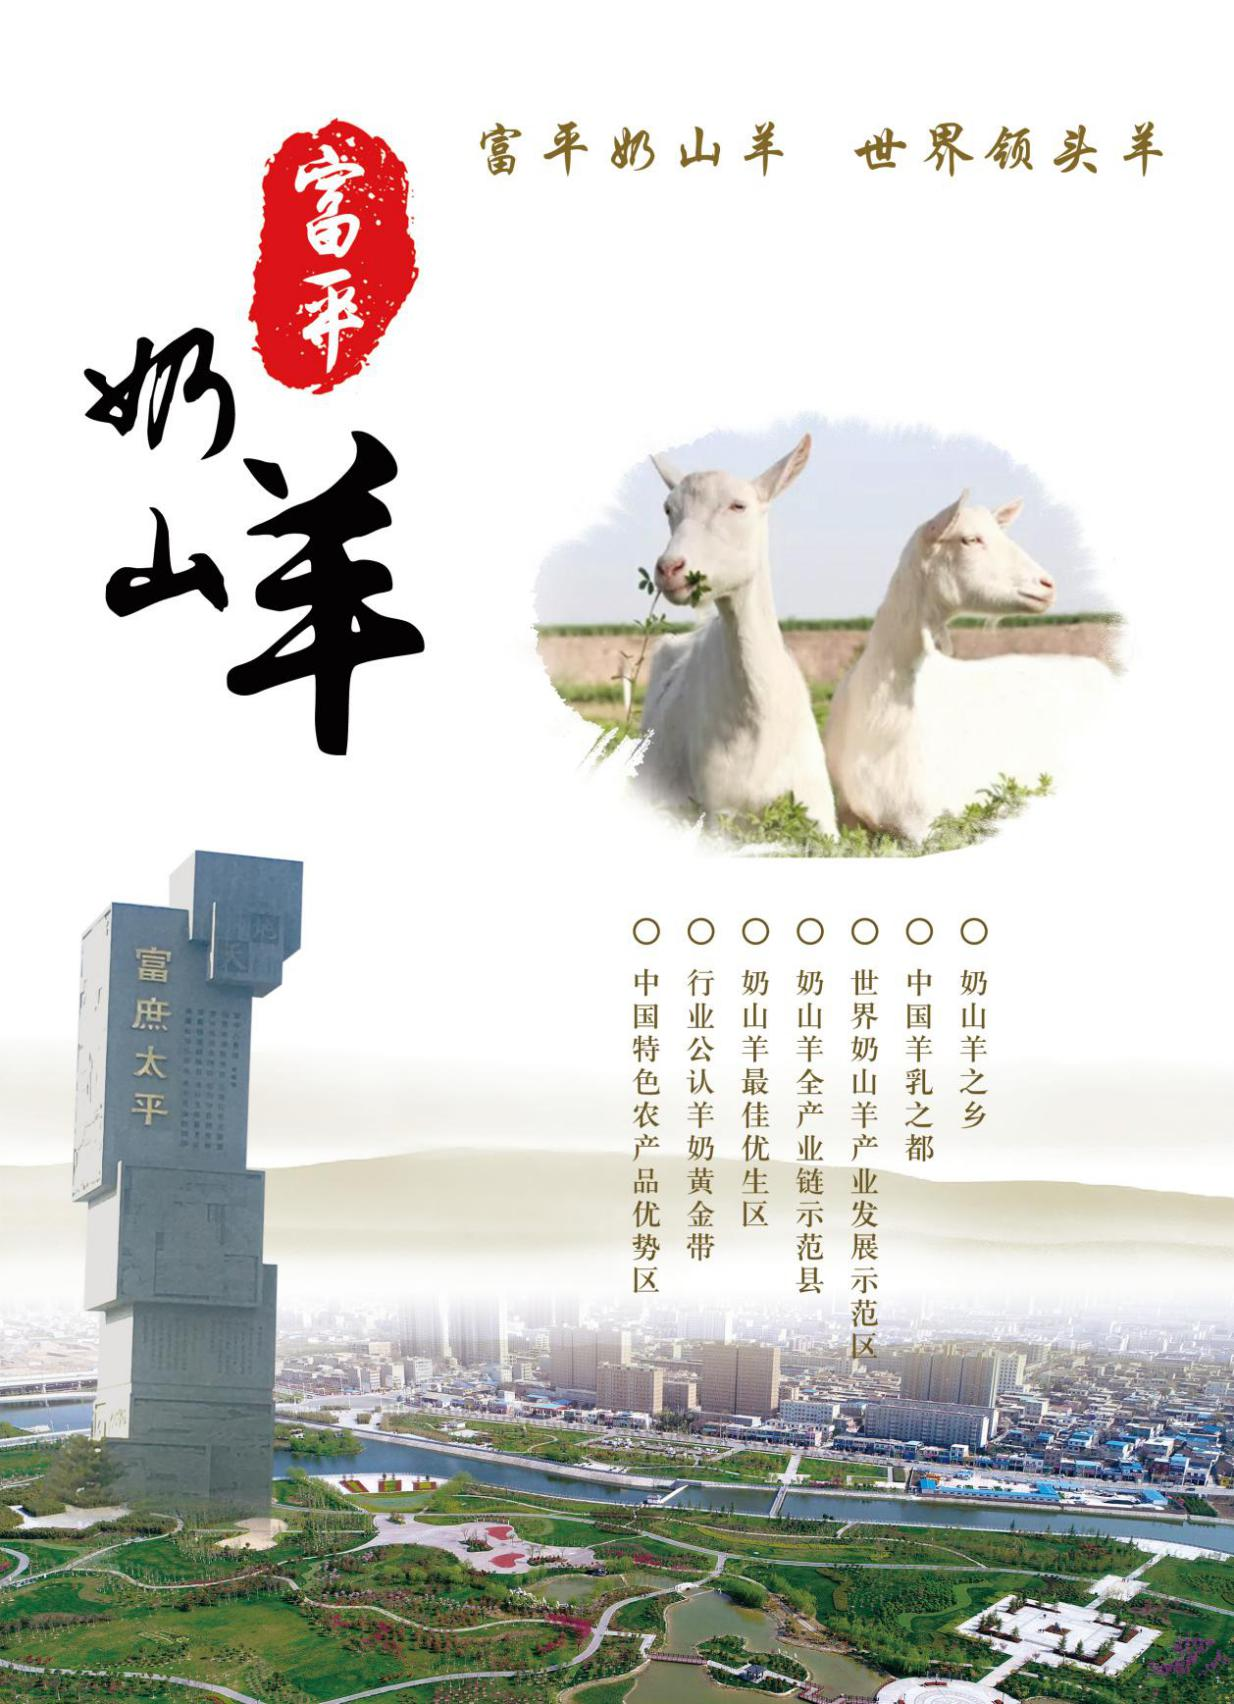 富平奶山羊 世界领头羊
富平
奶山
羊
奶山羊之乡
中国羊乳之都
世界奶山羊产业发展示范区
奶山羊全产业链示范县
奶山羊最佳优生区
行业公认羊奶黄金带
中国特色农产品优势区
富庶太平